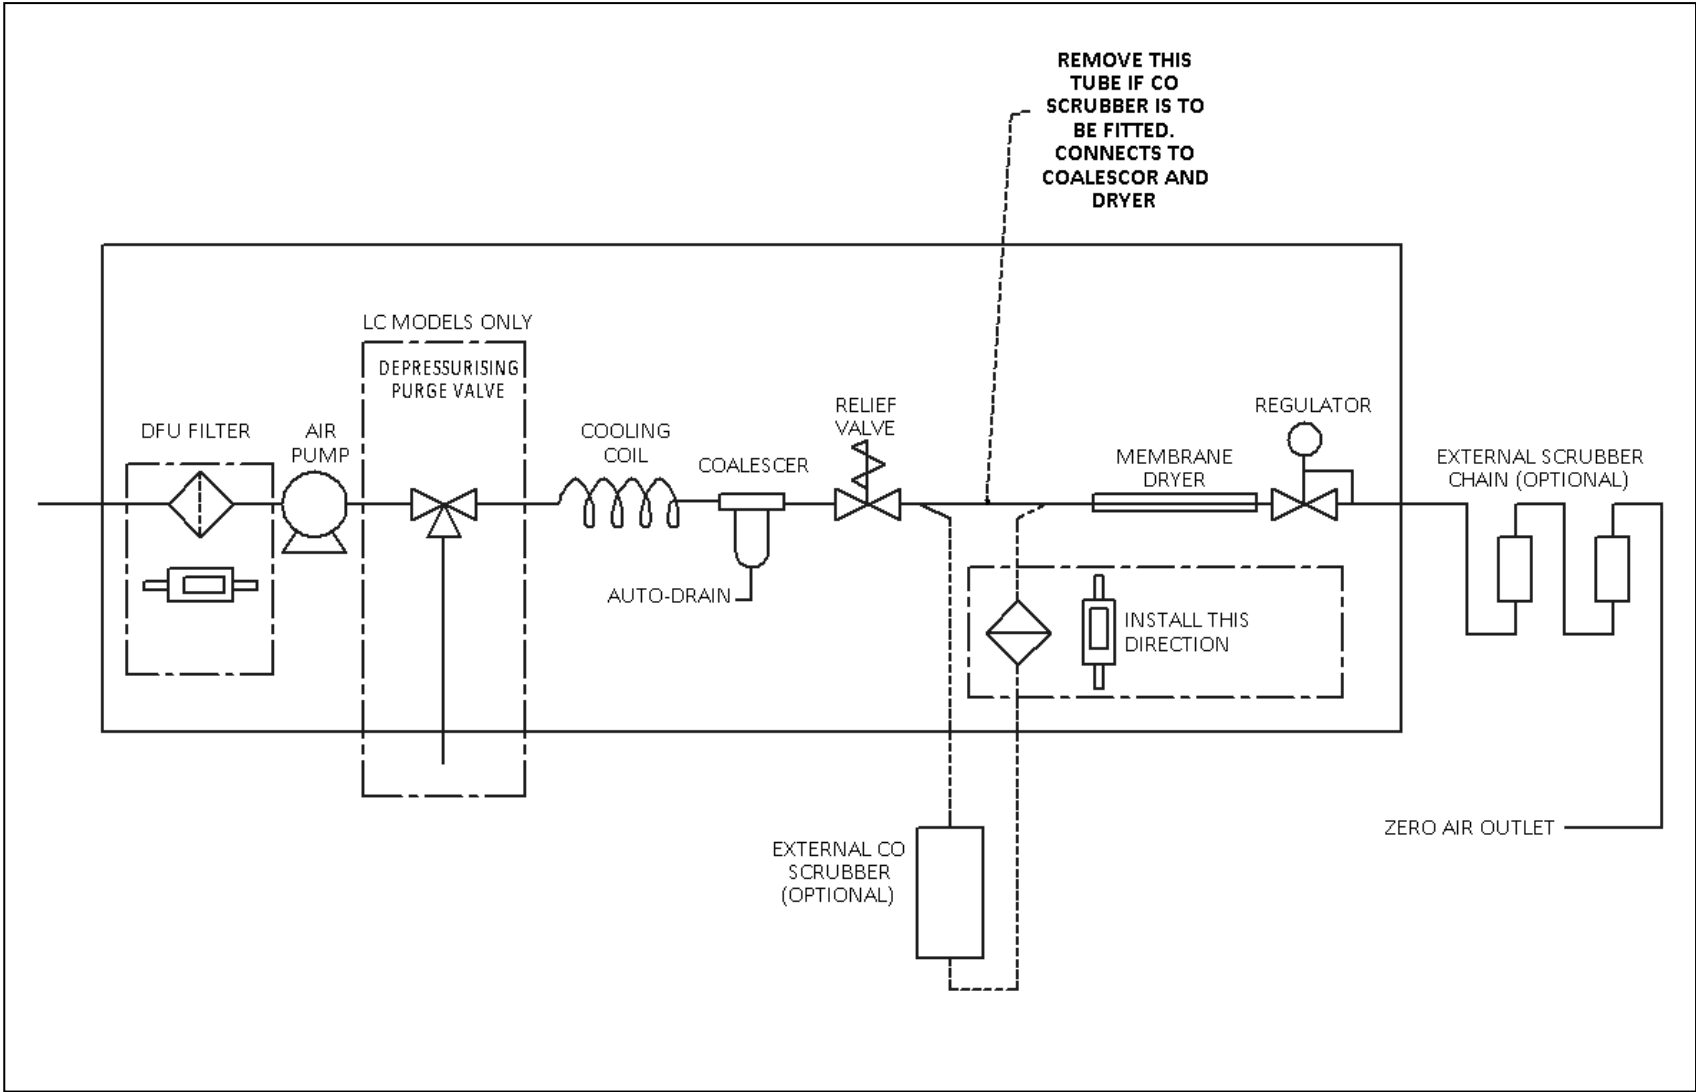 REMOVE THIS
TUBE IF CO
SCRUBBER IS TO
BE FITTED.
CONNECTS TO
COALESCOR AND
DRYER
LC MODELS ONLY
DEPRESSURISING
PURGE VALVE
DFU FILTER
AIR
PUMP
COOLING
COIL
COALESCER
RELIEF
VALVE
MEMBRANE
DRYER
REGULATOR
EXTERNAL SCRUBBER
CHAIN (OPTIONAL)
AUTO-DRAIN
INSTALL THIS
DIRECTION
EXTERNAL CO
SCRUBBER
(OPTIONAL)
ZERO AIR OUTLET